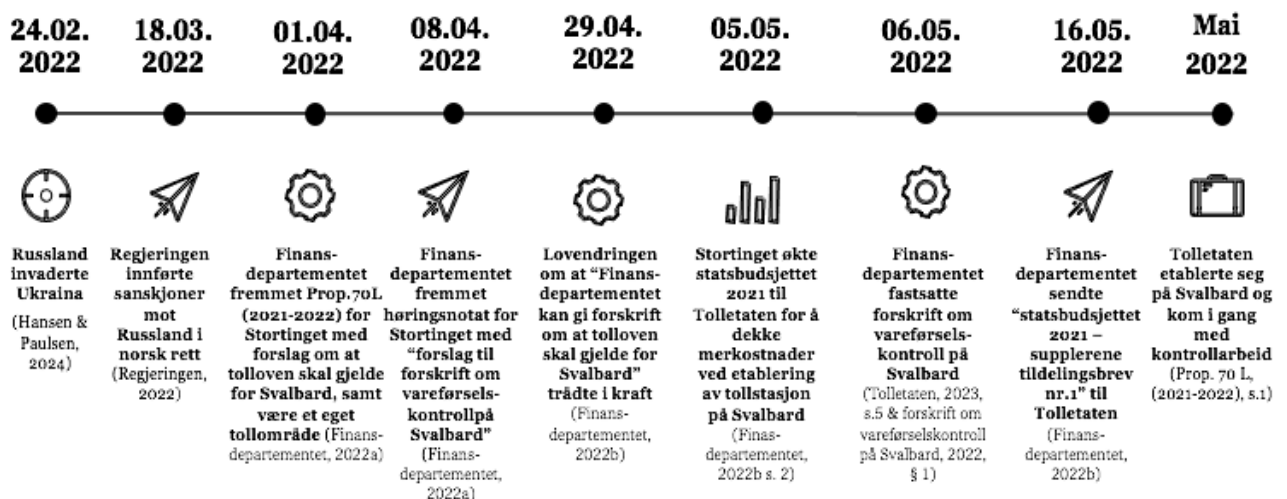 24.02.
2022
18.03.
2022
01.04.
2022
08.04.
2022
29.04.
2022
05.05.
2022
06.05.
2022
16.05.
2022
Mai
2022
Russland
invaderte
Ukraina
(Hansen &
Paulsen,
2024)
Regjeringen
innførte
sanskjoner
mot
Russland i
norsk rett
(Regjeringen,
2022)
Finans-
departementet
fremmet Prop.70L
(2021-2022) for
Stortinget med
forslag om at
tolloven skal gjelde
for Svalbard, samt
være et eget
tollområde (Finans-
departementet, 2022a)
Finans-
departementet
fremmet
høringsnotat for
Stortinget med
“forslag til
forskrift om
vareførsels-
kontrollpå
Svalbard”
(Finans-
departementet,
2022a)
Lovendringen
om at “Finans-
departementet
kan gi forskrift
om at tolloven
skal gjelde for
Svalbard”
trådte i kraft
(Finans-
departementet,
2022b)
Stortinget økte
statsbudsjettet
2021 til
Tolletaten for å
dekke
merkostnader
ved etablering
av tollstasjon
på Svalbard
(Finas-
departementet,
2022b s. 2)
Finans-
departementet
fastsatte
forskrift om
vareførsels-
kontroll på
Svalbard
(Tolletaten, 2023,
s.5 & forskrift om
vareførselskontroll
på Svalbard, 2022,
§ 1)
Finans-
departementet
sendte
“statsbudsjettet
2021 –
supplerene
tildelingsbrev
nr.1” til
Tolletaten
(Finans-
departementet,
2022b)
Tolletaten
etablerte seg
på Svalbard og
kom i gang
med
kontrollarbeid
(Prop. 70 L,
(2021-2022), s.1)